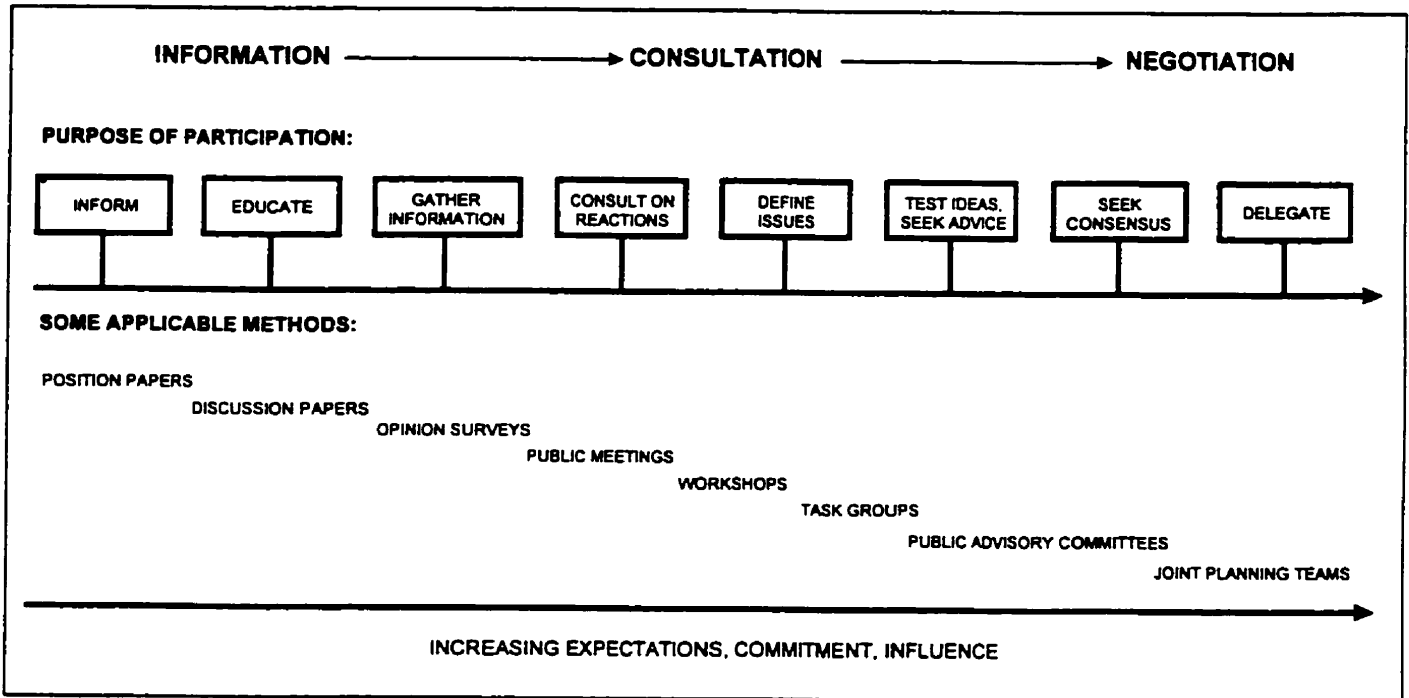 INFORMATION CONSULTATION NEGOTIATION
PURPOSE OF PARTICIPATION:
INFORM
EDUCATE
GATHER
INFORMATION
CONSULT ON
REACTIONS
DEFINE
ISSUES
TEST IDEAS,
SEEK ADVICE
SEEK
CONSENSUS
DELEGATE
SOME APPLICABLE METHODS:
POSITION PAPERS
DISCUSSION PAPERS
OPINION SURVEYS
PUBLIC MEETINGS
WORKSHOPS
TASK GROUPS
PUBLIC ADVISORY COMMITTEES
JOINT PLANNING TEAMS
INCREASING EXPECTATIONS, COMMITMENT, INFLUENCE